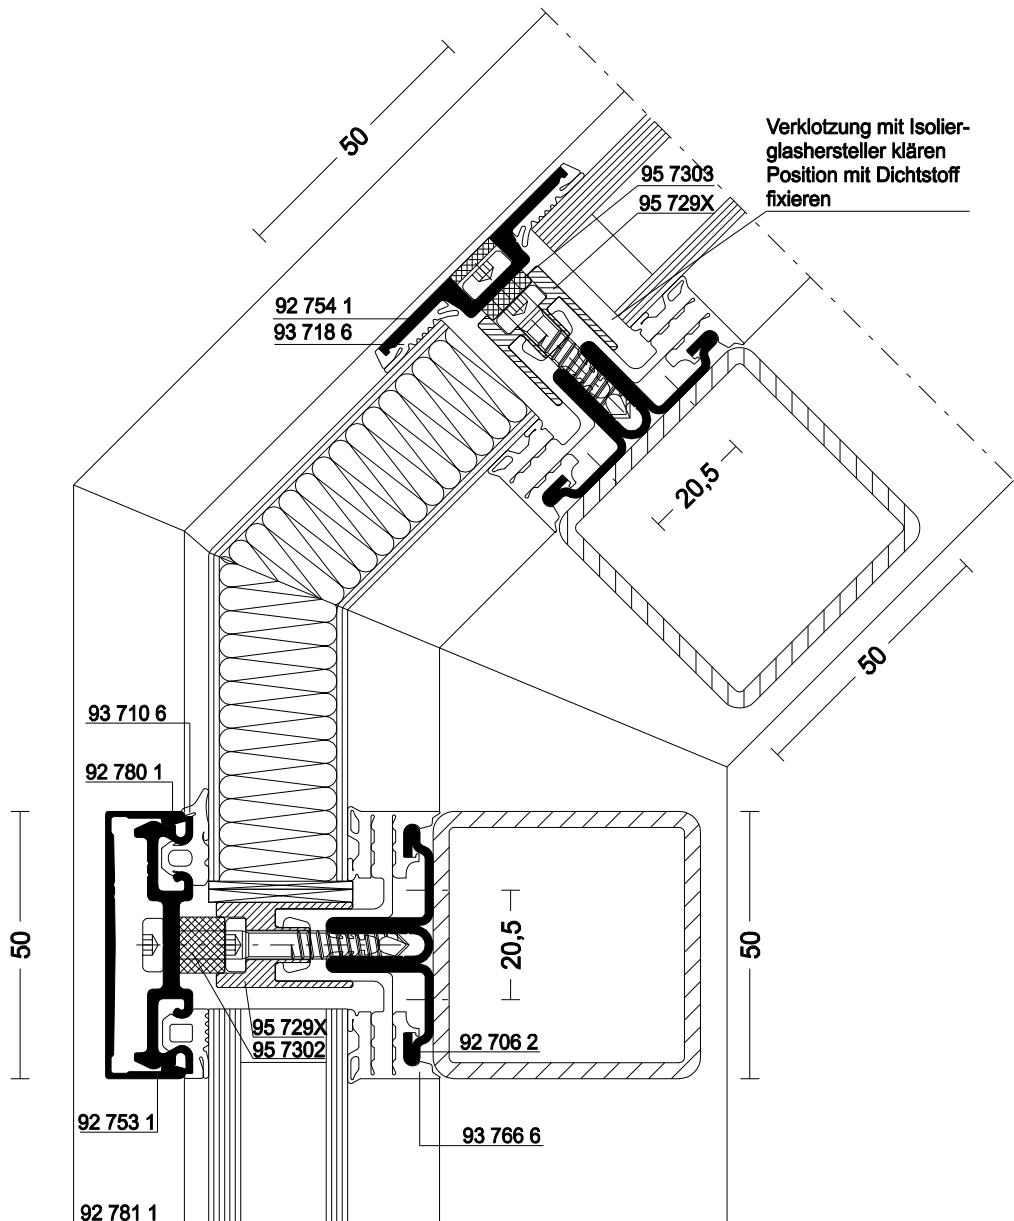 50
Verklotzung mit Isolier-
glashersteller klären
Position mit Dichtstoff
fixieren
95 7303
95 729X
92 754 1
93 718 6
20,5
50
93 710 6
92 780 1
50
20,5
50
95 729X
95 7302
92 706 2
92 753 1
93 766 6
92 781 1